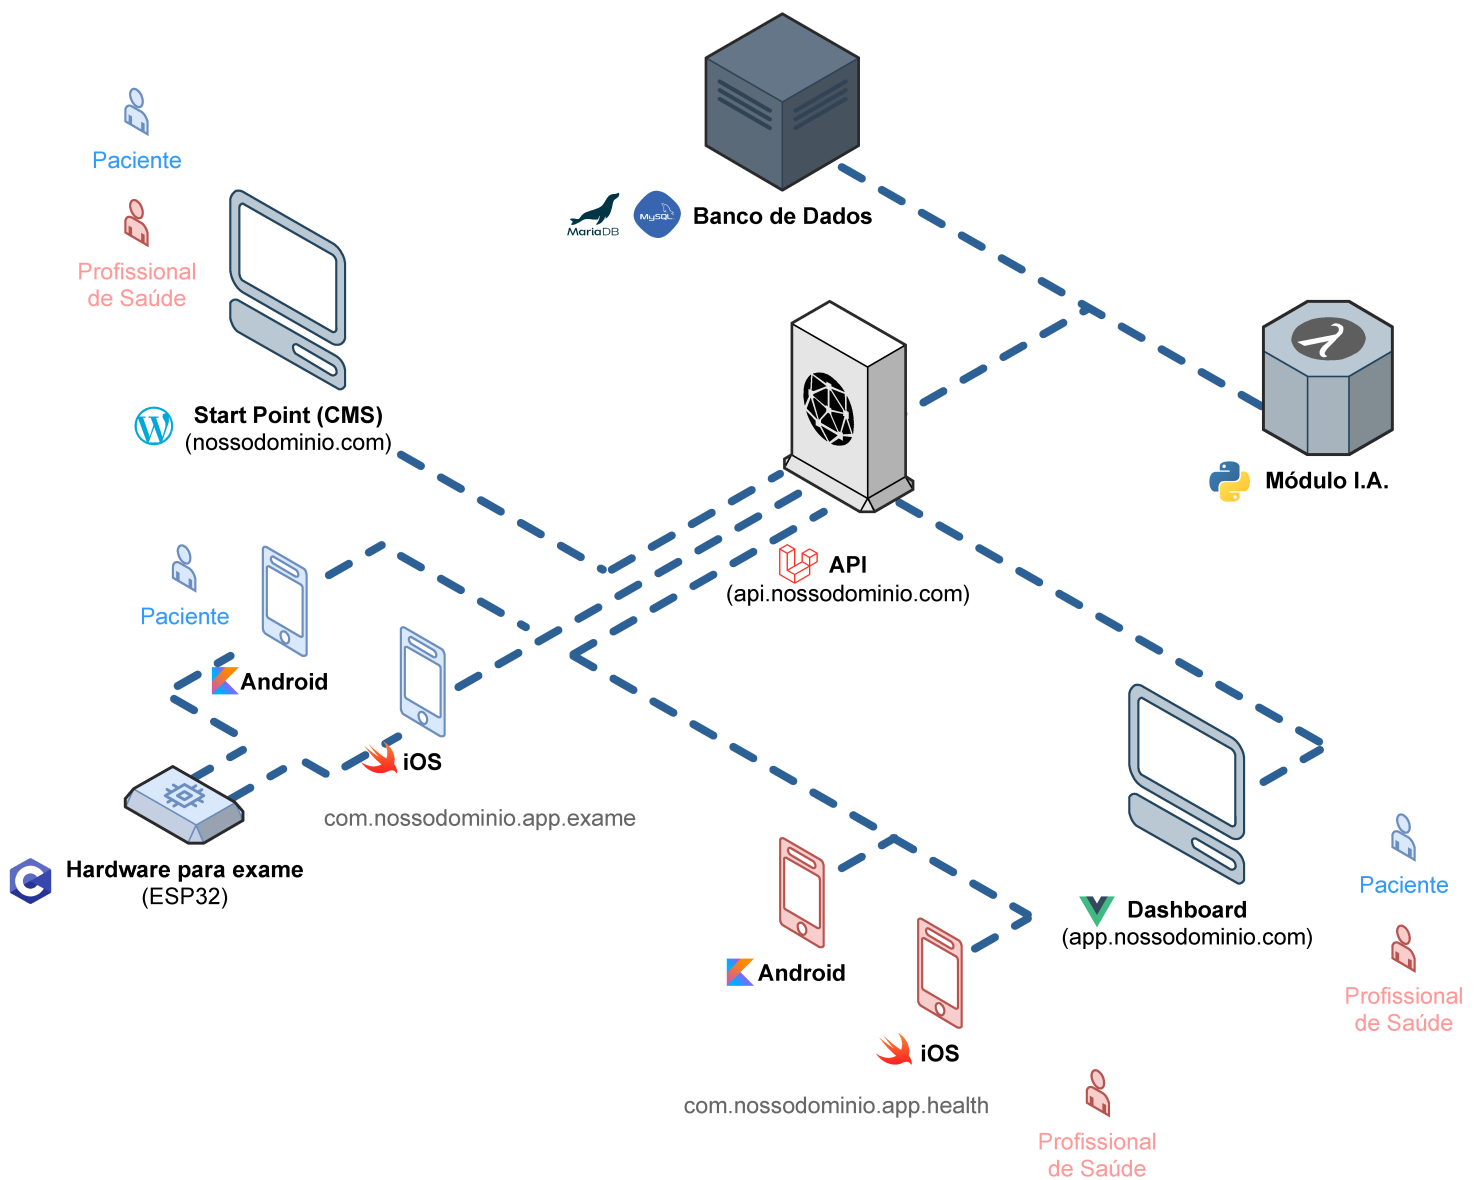 Paciente
Profissional
de Saúde
MariaDB
MySQL
Banco de Dados
Start Point (CMS)
(nossodominio.com)
Módulo I.A.
API
(api.nossodominio.com)
Paciente
Android
iOS
com.nossodominio.app.exame
C
Hardware para exame
(ESP32)
Android
iOS
com.nossodominio.app.health
Dashboard
(app.nossodominio.com)
Paciente
Profissional
de Saúde
Profissional
de Saúde